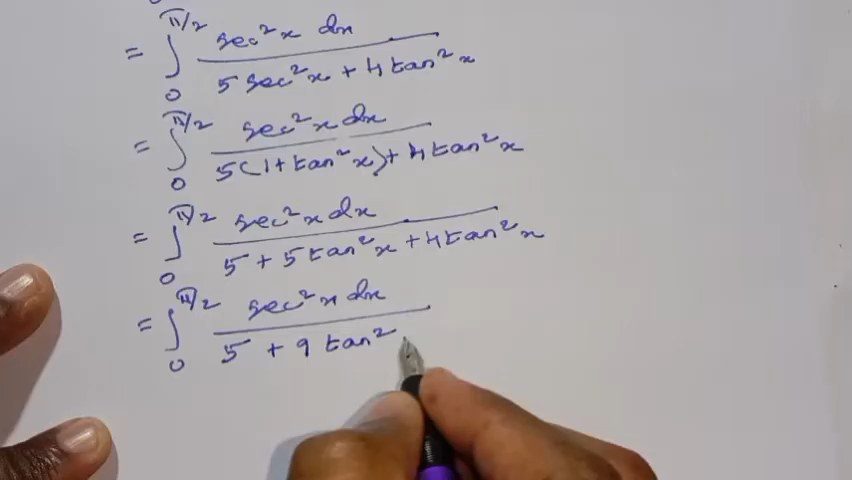 = ∫₀^(π/2) sec²x dx / 5 sec²x + 4 tan²x
= ∫₀^(π/2) sec²x dx / 5(1 + tan²x) + 4 tan²x
= ∫₀^(π/2) sec²x dx / 5 + 5 tan²x + 4 tan²x
= ∫₀^(π/2) sec²x dx / 5 + 9 tan²